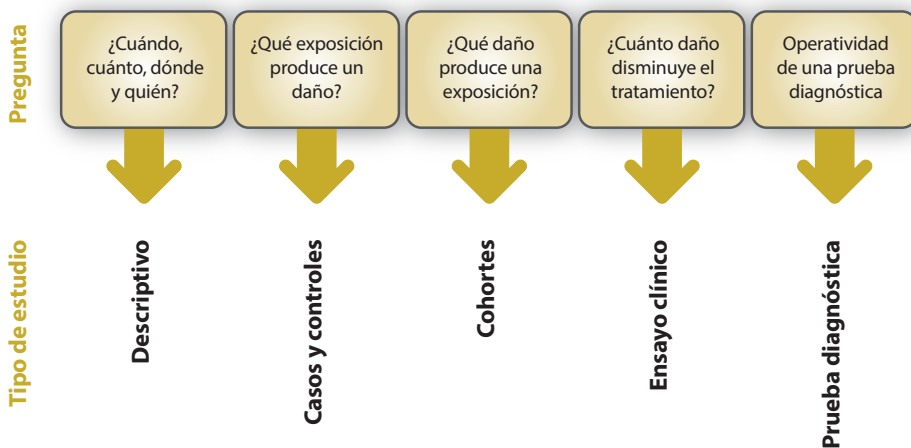 Pregunta
¿Cuándo,
cuánto, dónde
y quién?
¿Qué exposición
produce un
daño?
¿Qué daño
produce una
exposición?
¿Cuánto daño
disminuye el
tratamiento?
Operatividad
de una prueba
diagnóstica
Tipo de estudio
Descriptivo
Casos y controles
Cohortes
Ensayo clínico
Prueba diagnóstica